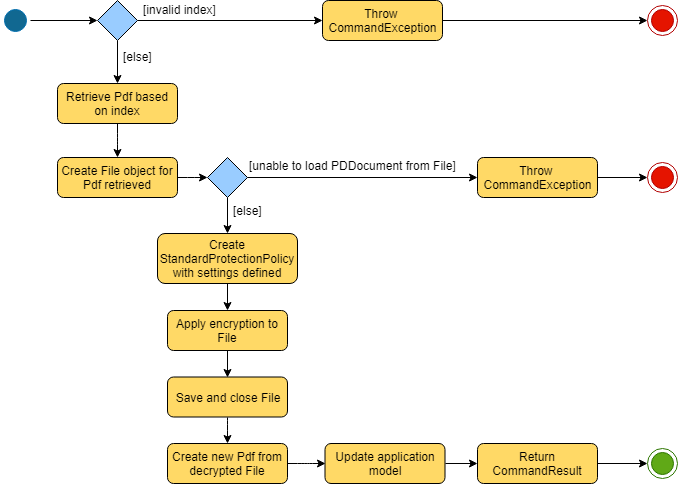 [invalid index]
Throw
CommandException
[else]
Retrieve Pdf based
on index
Create File object for
Pdf retrieved
[unable to load PDDocument from File]
Throw
CommandException
[else]
Create
StandardProtectionPolicy
with settings defined
Apply encryption to
File
Save and close File
Create new Pdf from
decrypted File
Update application
model
Return
CommandResult